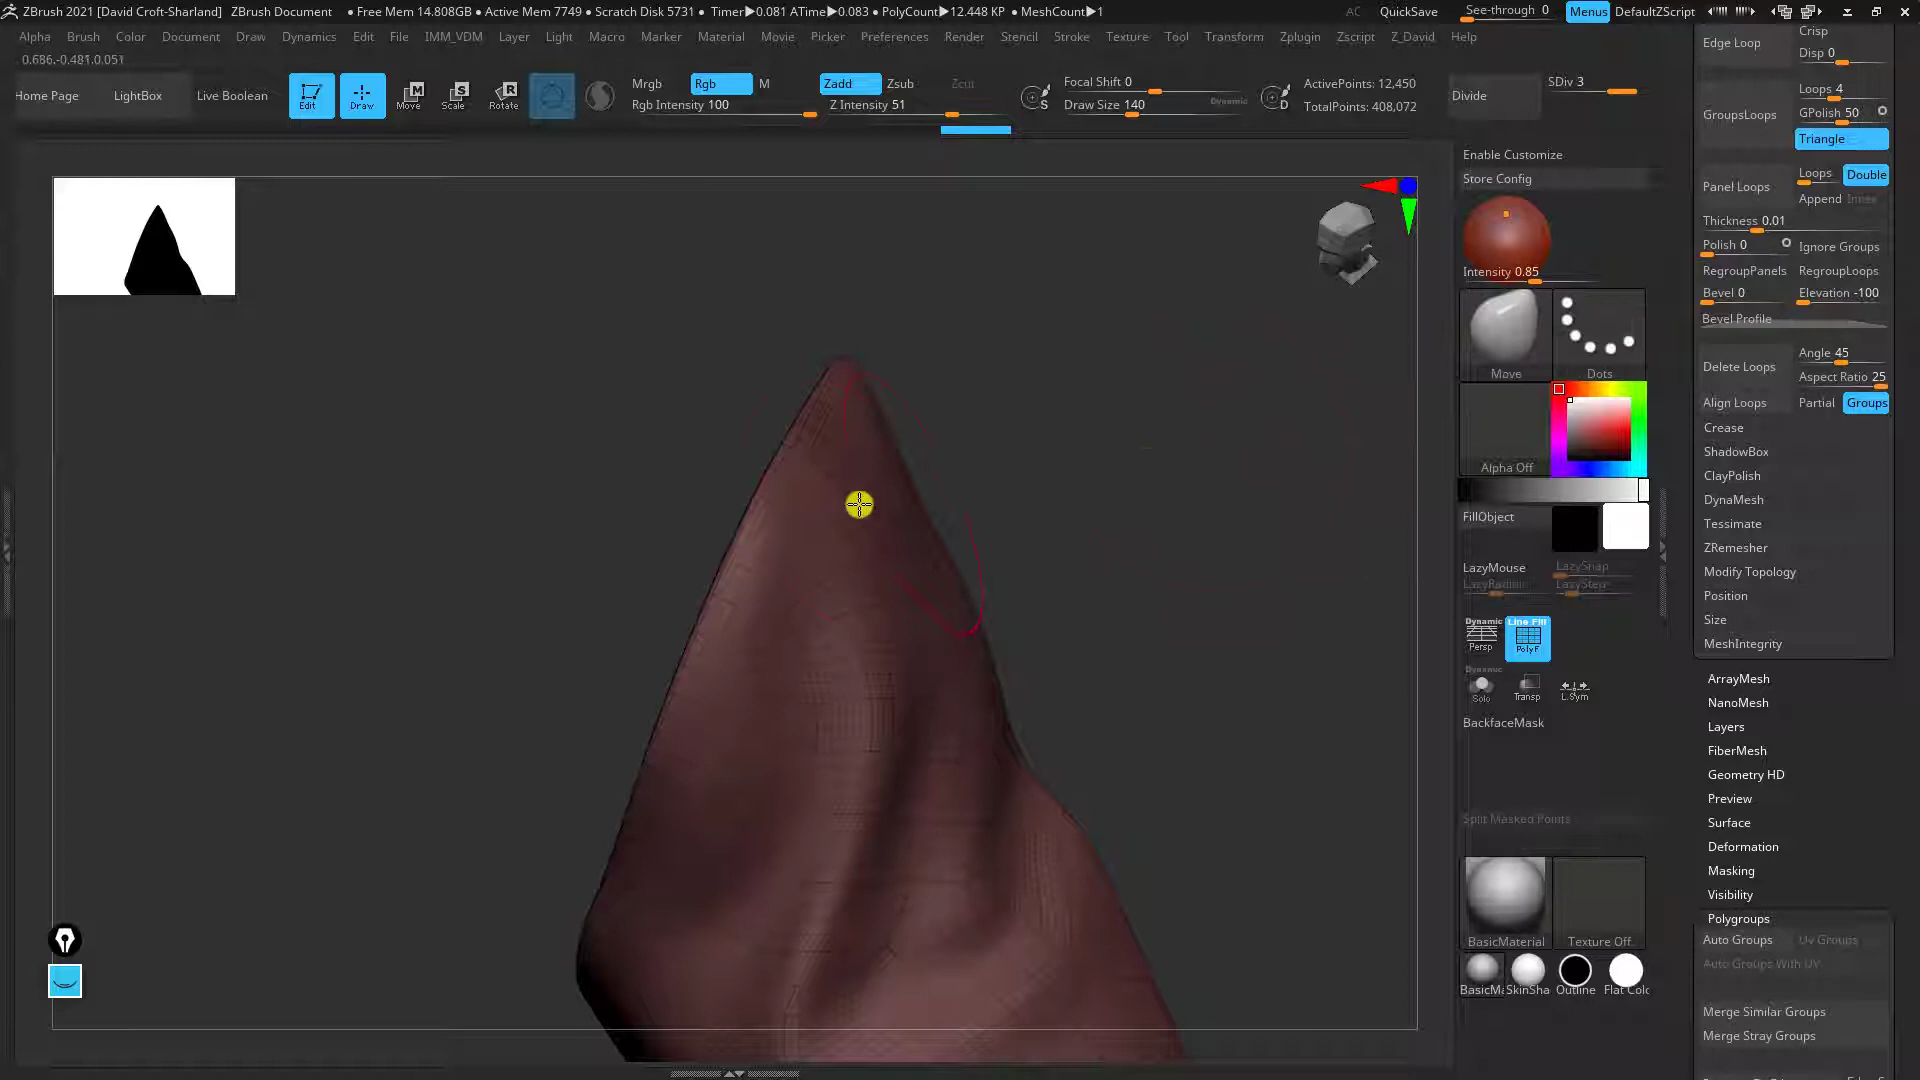 ZBrush 2021 [David Croft-Sharland] ZBrush Document • Free Mem 14.808GB • Active Mem 7749 • Scratch Disk 5731 • Timer▶0.081 ATime▶0.083 • PolyCount▶12.448 KP • MeshCount▶1 AC QuickSave See-through 0 Menus DefaultZScript
Alpha Brush Color Document Draw Dynamics Edit File IMM_VDM Layer Light Macro Marker Material Movie Picker Preferences Render Stencil Stroke Texture Tool Transform Zplugin Zscript Z_David Help
0.686,-0.481,0.051
Home Page LightBox Live Boolean Edit Draw Move Scale Rotate
Mrgb Rgb M Zadd Zsub Zcut Focal Shift 0 ActivePoints: 12,450 Divide SDiv 3
Rgb Intensity 100 Z Intensity 51 Draw Size 140 Dynamic TotalPoints: 408,072
S
D
M
S
R
Enable Customize
Store Config
Intensity 0.85
Move Dots
Alpha Off
FillObject
LazyMouse LazySnap
LazyRadius LazyStep
Dynamic Line Fill
Persp PolyF
Dynamic
Solo Transp L.Sym
BackfaceMask
Split Masked Points
BasicMaterial Texture Off
BasicMa SkinSha Outline Flat Colo
Crisp
Edge Loop Disp 0
Loops 4
GroupsLoops GPolish 50
Triangle
Panel Loops Loops Double
Append Inner
Thickness 0.01
Polish 0 Ignore Groups
RegroupPanels RegroupLoops
Bevel 0 Elevation -100
Bevel Profile
Delete Loops Angle 45
Aspect Ratio 25
Align Loops Partial Groups
Crease
ShadowBox
ClayPolish
DynaMesh
Tessimate
ZRemesher
Modify Topology
Position
Size
MeshIntegrity
ArrayMesh
NanoMesh
Layers
FiberMesh
Geometry HD
Preview
Surface
Deformation
Masking
Visibility
Polygroups
Auto Groups Uv Groups
Auto Groups With UV
Merge Similar Groups
Merge Stray Groups